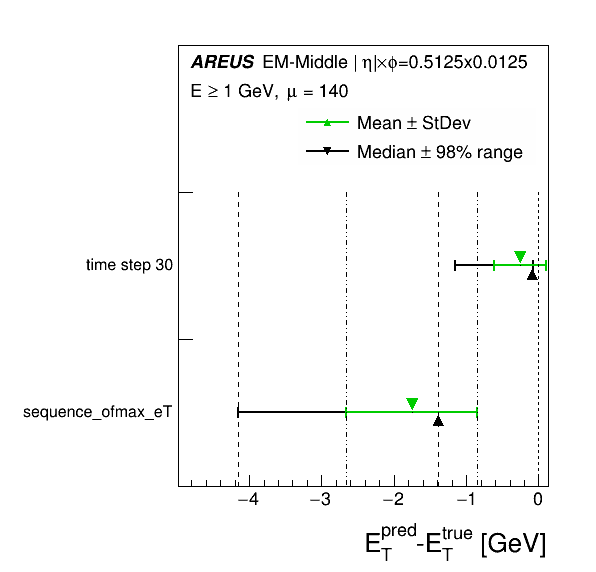 AREUS EM-Middle | η|×ϕ=0.5125x0.0125
E ≥ 1 GeV, μ = 140
Mean ± StDev
Median ± 98% range
time step 30
sequence_ofmax_eT
−4 −3 −2 −1 0
E_T^pred-E_T^true [GeV]